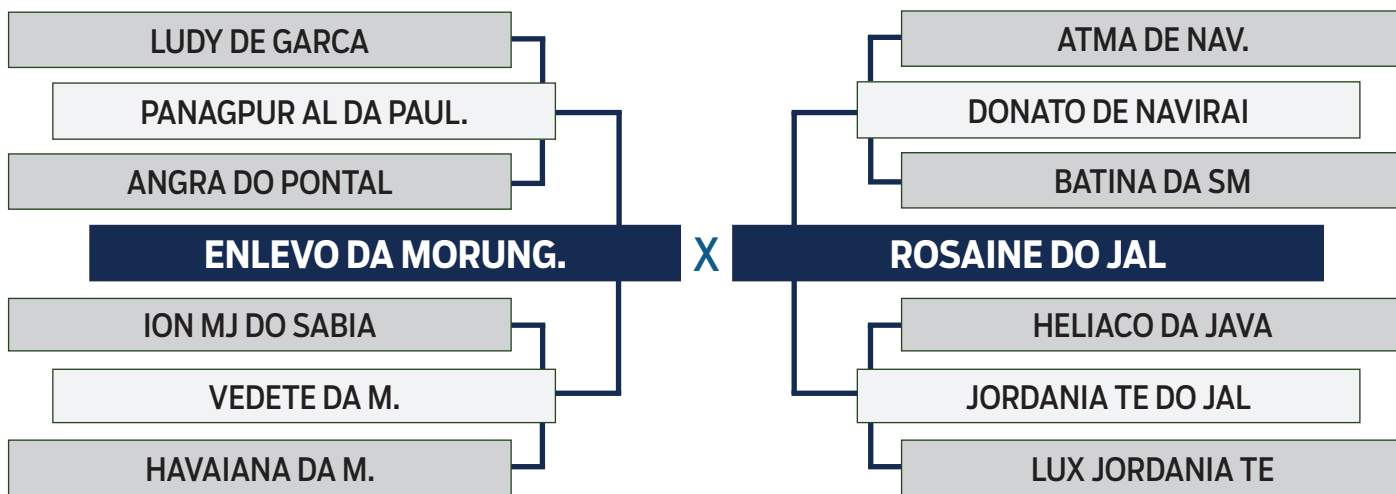 LUDY DE GARCA
PANAGPUR AL DA PAUL.
ANGRA DO PONTAL
ENLEVO DA MORUNG.
ION MJ DO SABIA
VEDETE DA M.
HAVAIANA DA M.
X
ATMA DE NAV.
DONATO DE NAVIRAI
BATINA DA SM
ROSAINE DO JAL
HELIACO DA JAVA
JORDANIA TE DO JAL
LUX JORDANIA TE